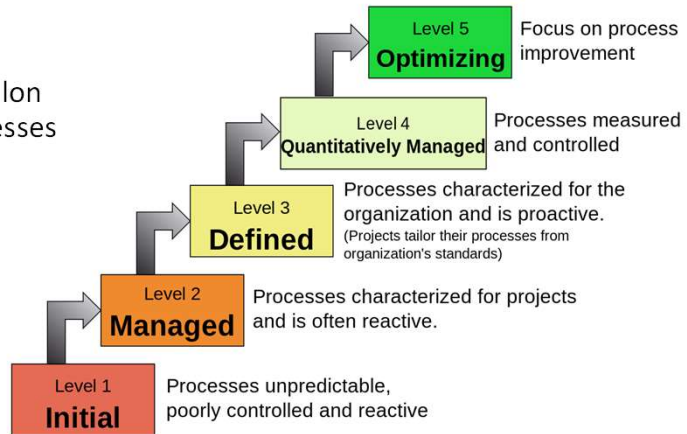 lon
esses
Level 5
Optimizing
Focus on process
improvement
Level 4
Quantitatively Managed
Processes measured
and controlled
Level 3
Defined
Processes characterized for the
organization and is proactive.
(Projects tailor their processes from
organization's standards)
Level 2
Managed
Processes characterized for projects
and is often reactive.
Level 1
Initial
Processes unpredictable,
poorly controlled and reactive